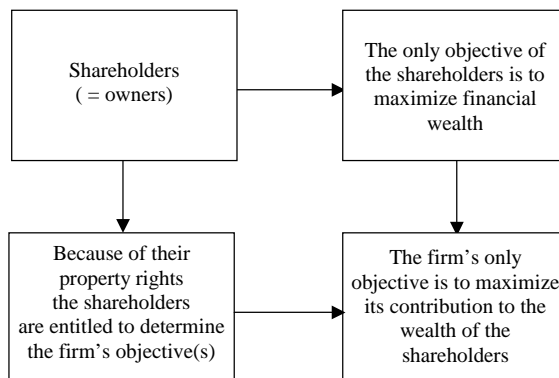 Shareholders
( = owners)
The only objective of
the shareholders is to
maximize financial
wealth
Because of their
property rights
the shareholders
are entitled to determine
the firm's objective(s)
The firm's only
objective is to maximize
its contribution to the
wealth of the
shareholders